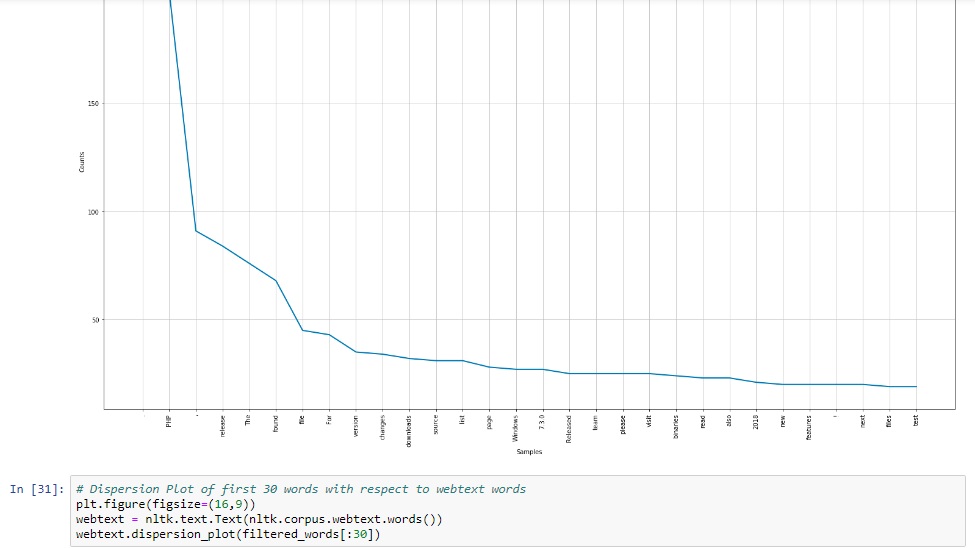 150
100
50
Counts
PHP
release
The
found
file
For
version
changes
downloads
source
list
page
Windows
7.3.0
Released
team
please
visit
binaries
read
also
2018
new
features
next
files
test
Samples
In [31]: # Dispersion Plot of first 30 words with respect to webtext words
plt.figure(figsize=(16,9))
webtext = nltk.text.Text(nltk.corpus.webtext.words())
webtext.dispersion_plot(filtered_words[:30])